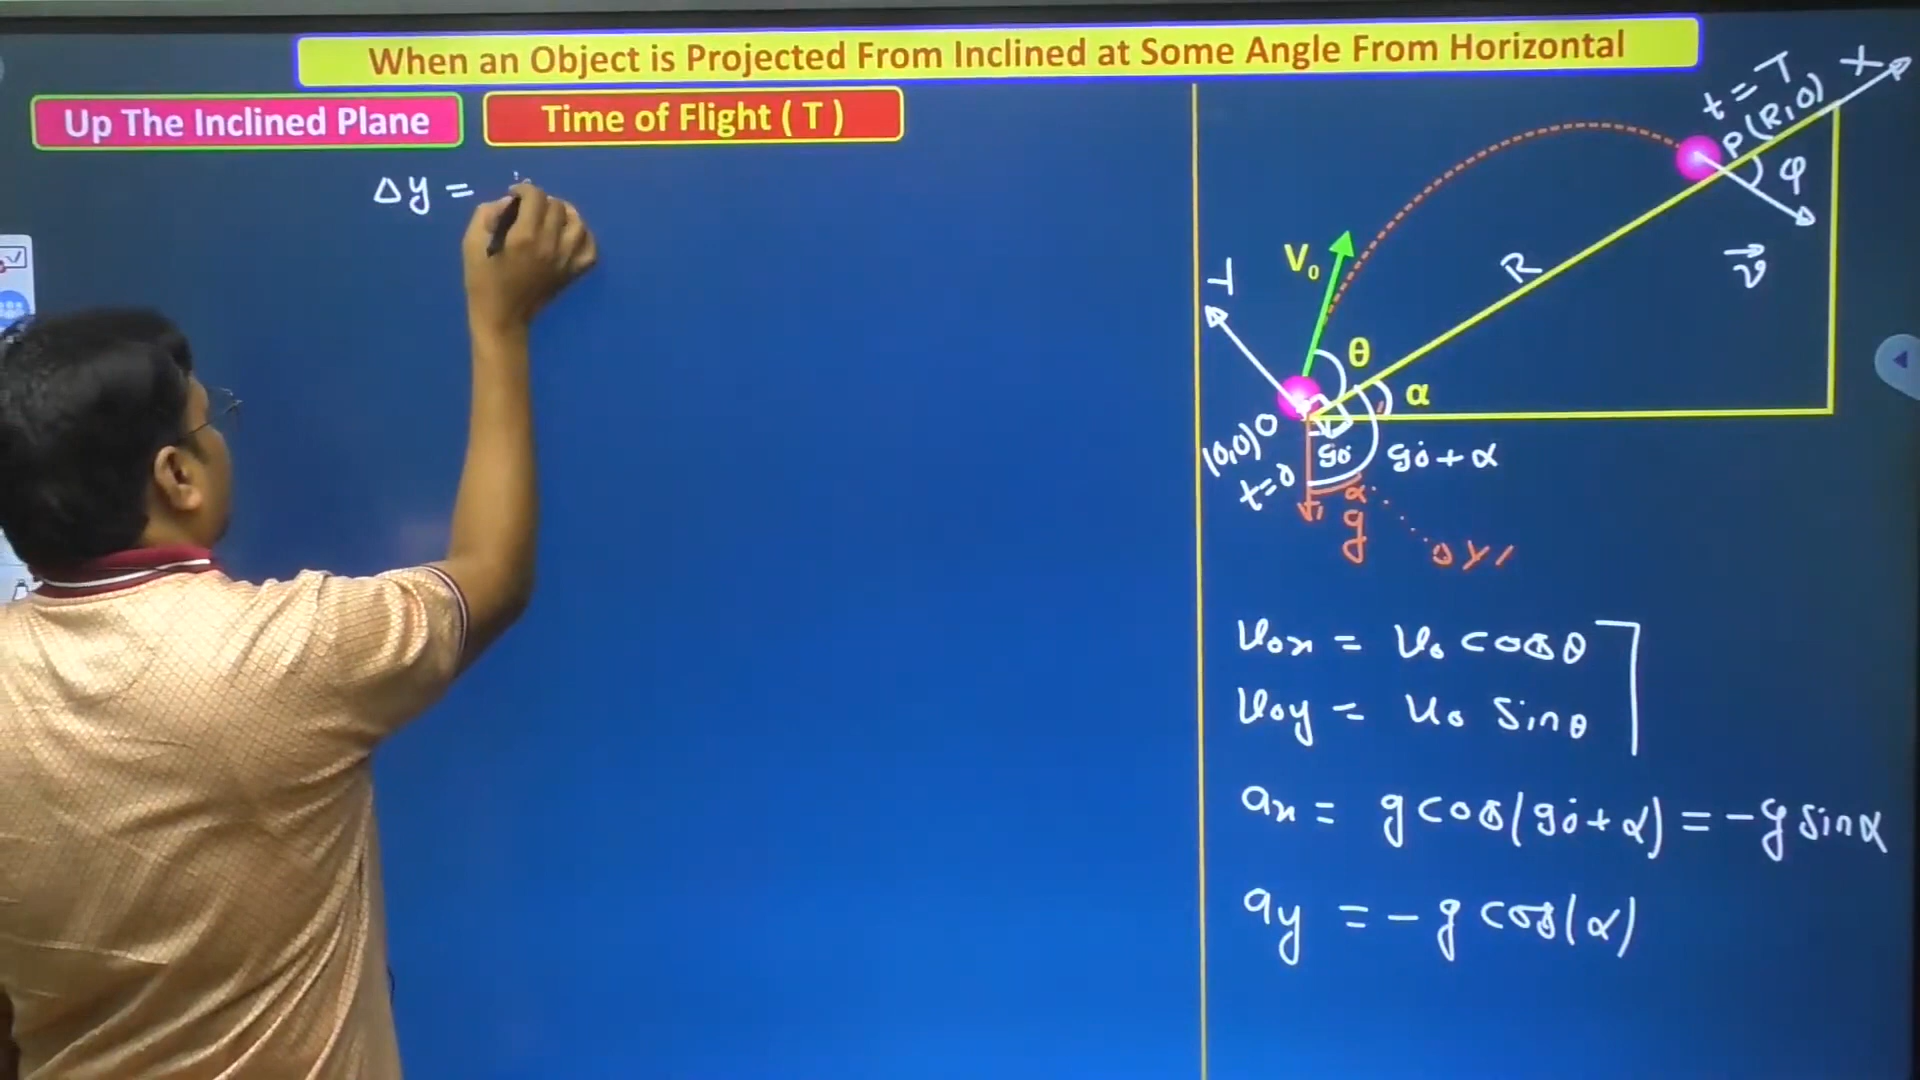 When an Object is Projected From Inclined at Some Angle From Horizontal
Up The Inclined Plane
Time of Flight ( T )
Δy =
t = T
X
P(R,0)
φ
R
v
V₀
Y
θ
α
(0,0) O
t=0
90°
90°+α
α
g
Y'
v₀ₓ = v₀ cosθ
v₀y = v₀ sinθ
aₓ = g cos(90°+α) = -g sinα
ay = -g cos(α)